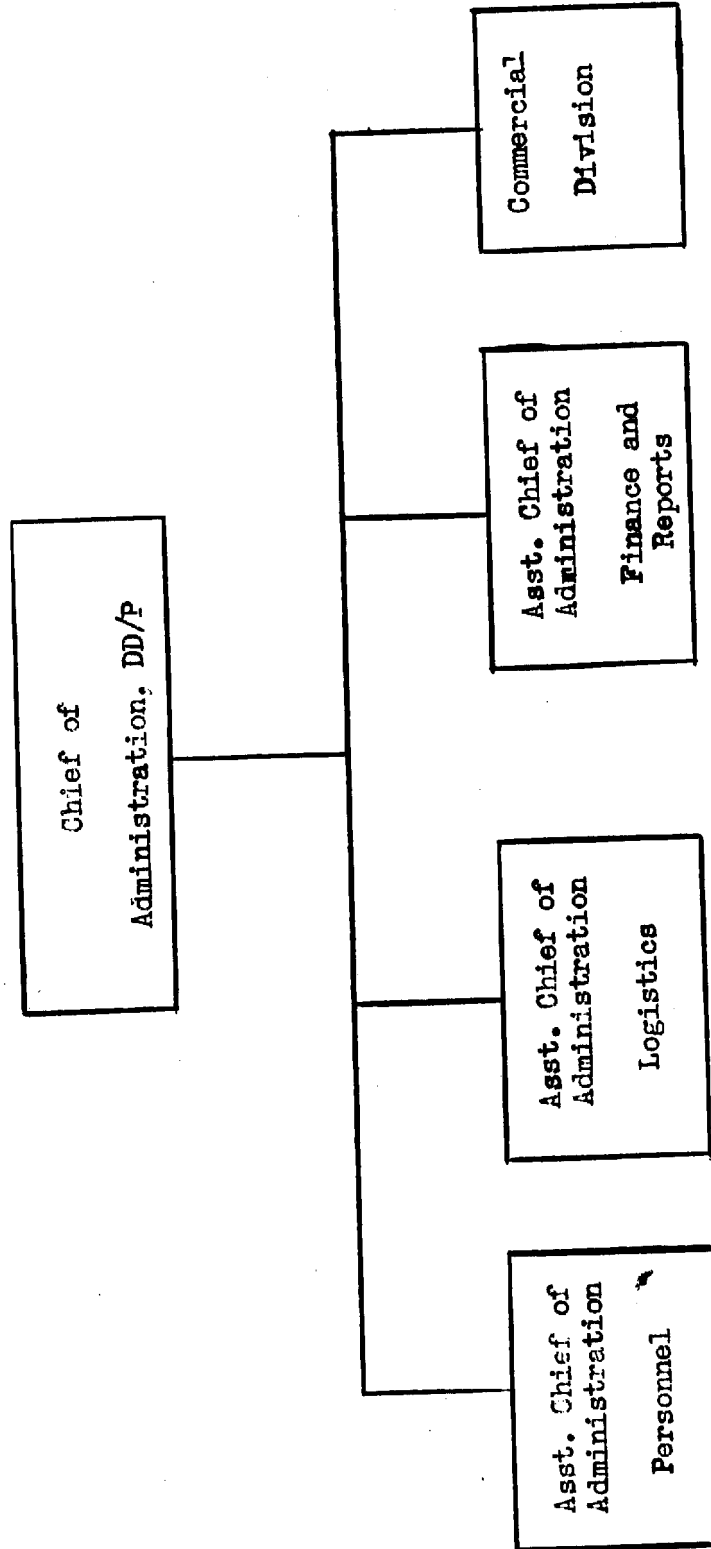 Chief of
Administration, DD/P
Asst. Chief of
Administration
Personnel
Asst. Chief of
Administration
Logistics
Asst. Chief of
Administration
Finance and
Reports
Commercial
Division